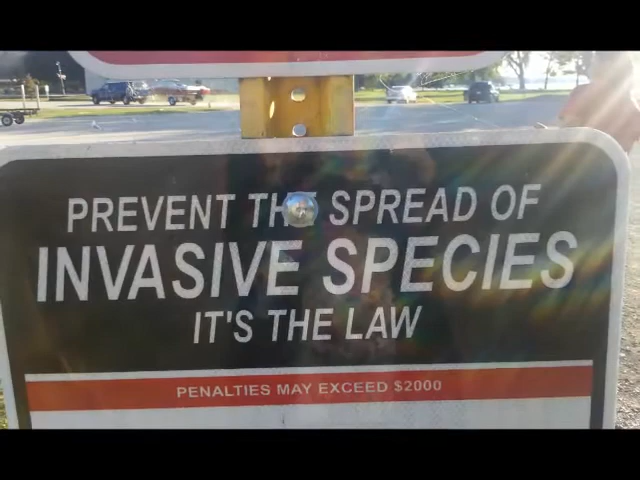 PREVENT THE SPREAD OF
INVASIVE SPECIES
IT'S THE LAW
PENALTIES MAY EXCEED $2000